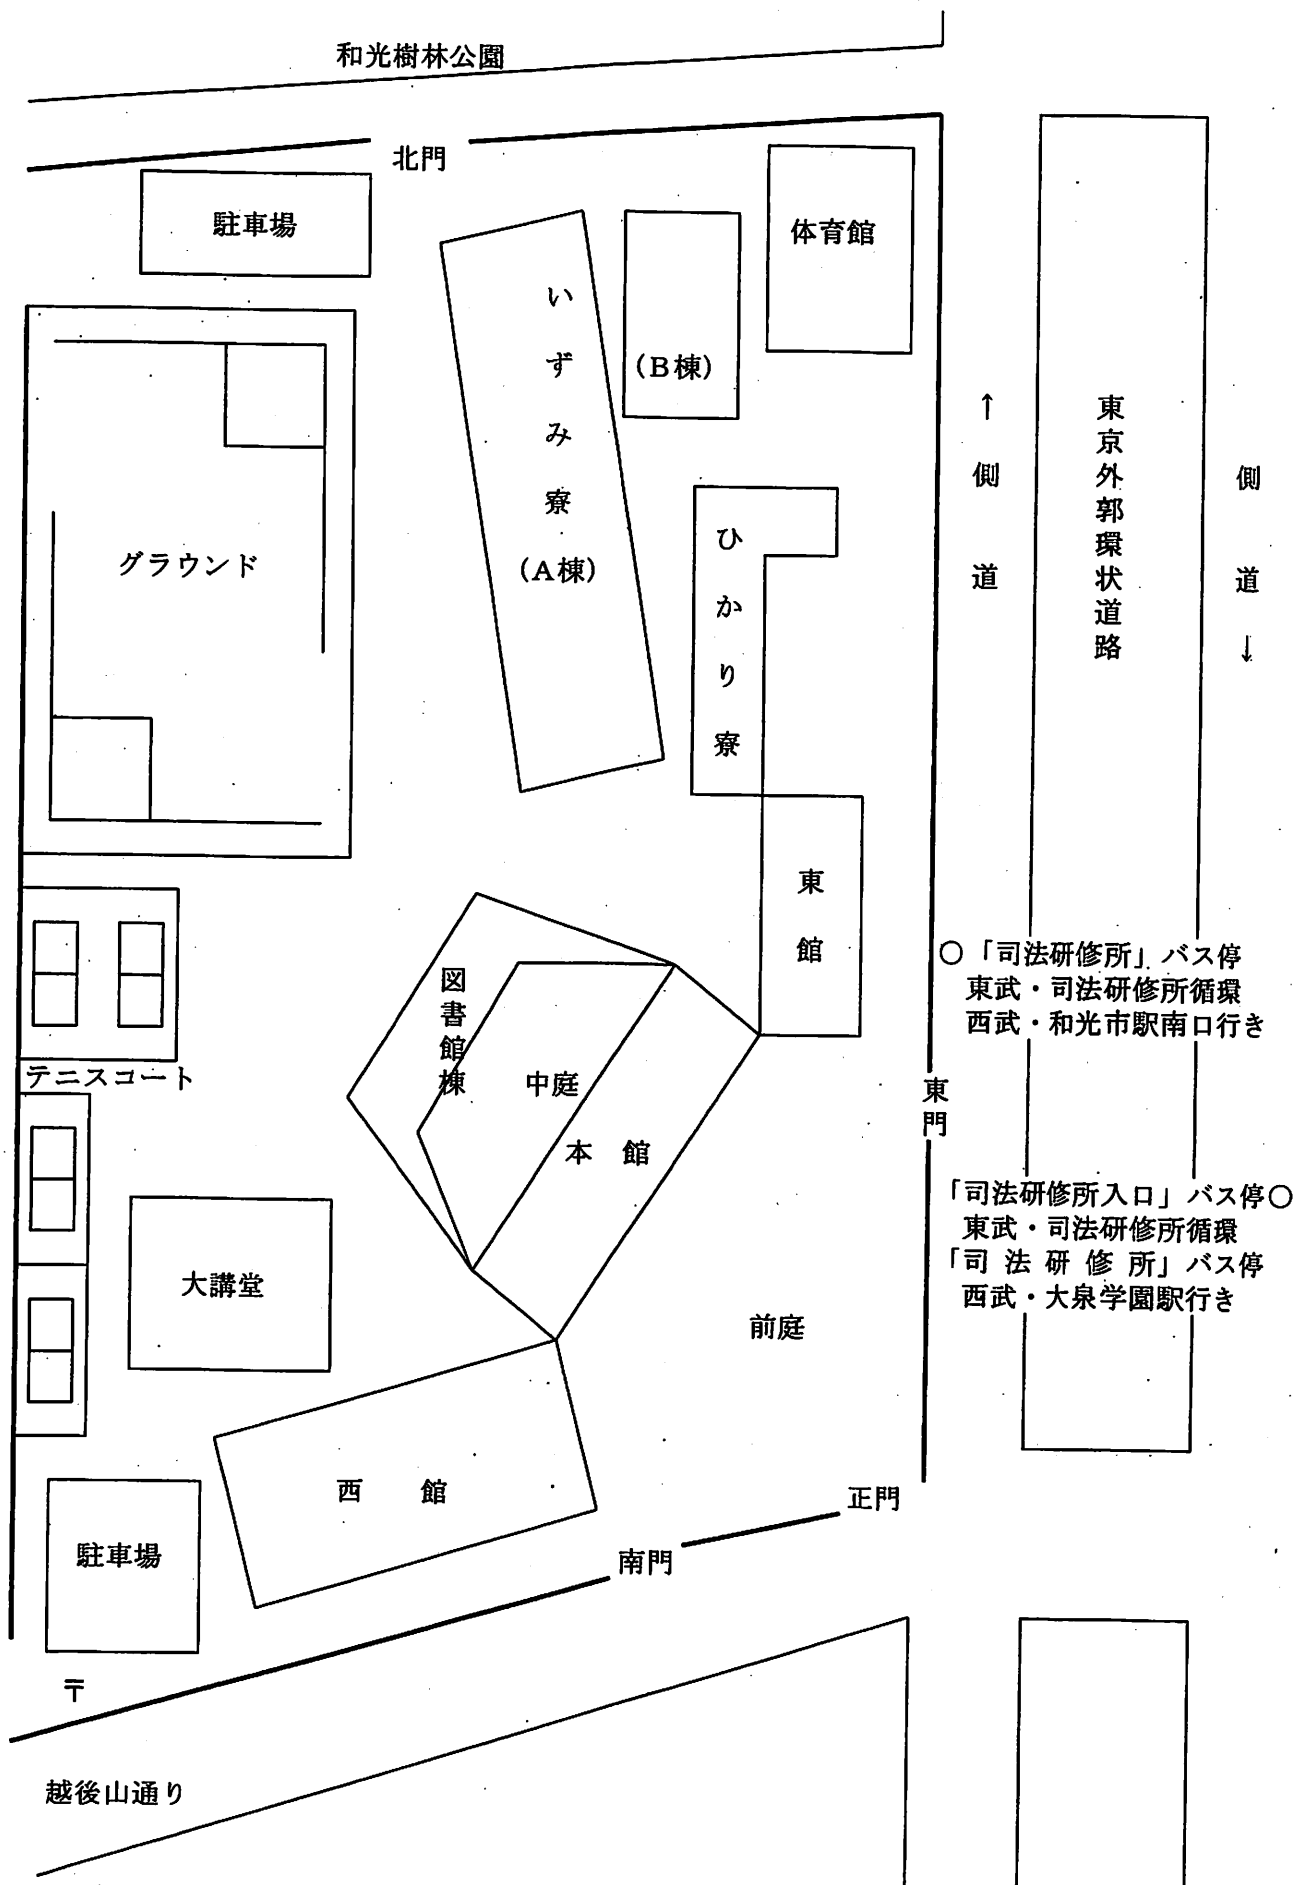 和光樹林公園
北門
駐車場
体育館
いずみ寮
(A棟)
(B棟)
グラウンド
ひかり寮
↑側道
東京外郭環状道路
側道↓
東館
○「司法研修所」バス停
東武・司法研修所循環
西武・和光市駅南口行き
図書館棟
中庭
本館
テニスコート
東門
「司法研修所入口」バス停○
東武・司法研修所循環
「司法研修所」バス停
西武・大泉学園駅行き
大講堂
前庭
西館
正門
南門
駐車場
〒
越後山通り